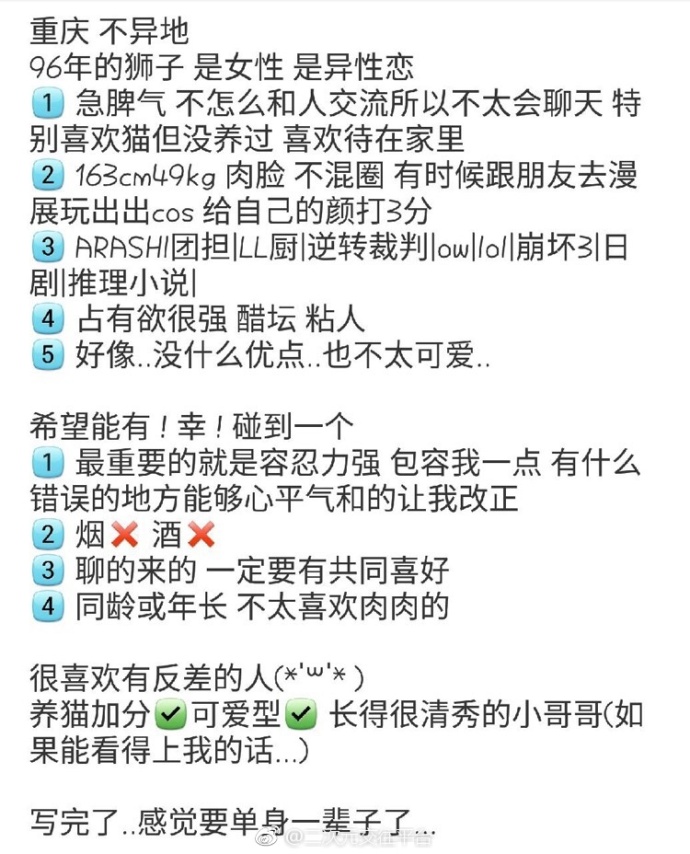 重庆 不异地
96年的狮子 是女性 是异性恋
1 急脾气 不怎么和人交流所以不太会聊天 特
别喜欢猫但没养过 喜欢待在家里
2 163cm49kg 肉脸 不混圈 有时候跟朋友去漫
展玩出出cos 给自己的颜打3分
3 ARASHI团担|LL厨|逆转裁判|ow|lol|崩坏3|日
剧|推理小说|
4 占有欲很强 醋坛 粘人
5 好像..没什么优点..也不太可爱..
希望能有!幸!碰到一个
1 最重要的就是容忍力强 包容我一点 有什么
错误的地方能够心平气和的让我改正
2 烟❌ 酒❌
3 聊的来的 一定要有共同喜好
4 同龄或年长 不太喜欢肉肉的
很喜欢有反差的人(*'꒳'*)
养猫加分✅可爱型✅ 长得很清秀的小哥哥(如
果能看得上我的话...)
写完了..感觉要单身一辈子了...
@二次元交往平台